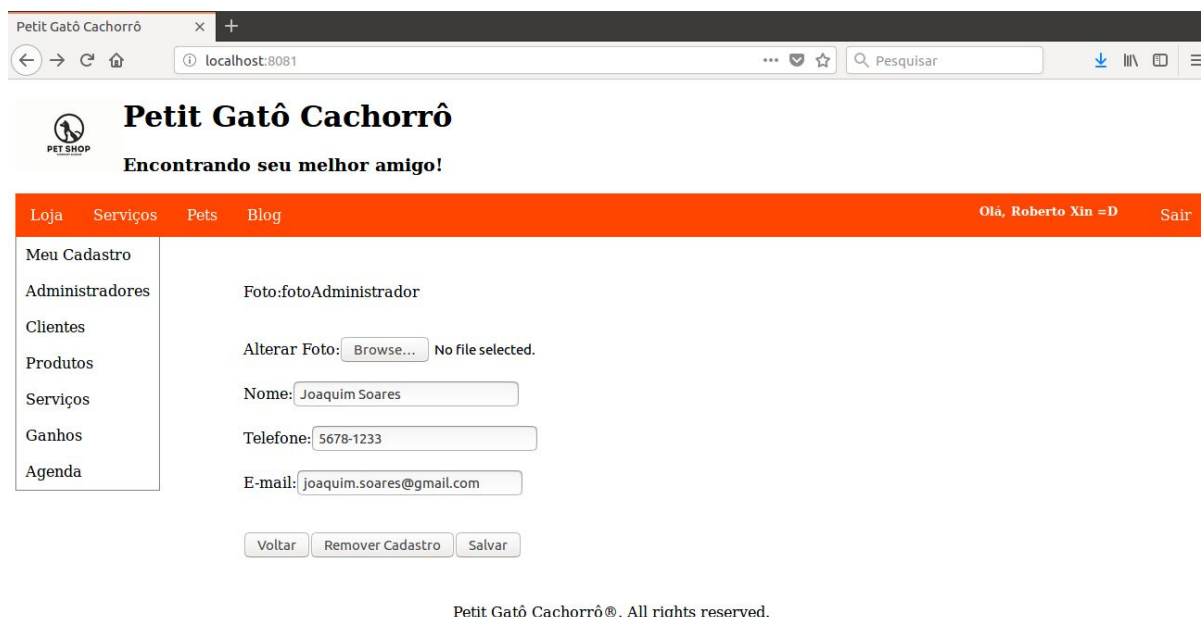 Petit Gatô Cachorrô
localhost:8081
Pesquisar
PET SHOP
Petit Gatô Cachorrô
Encontrando seu melhor amigo!
Loja Serviços Pets Blog Olá, Roberto Xin =D Sair
Meu Cadastro
Administradores
Clientes
Produtos
Serviços
Ganhos
Agenda
Foto:fotoAdministrador
Alterar Foto: Browse... No file selected.
Nome: Joaquim Soares
Telefone: 5678-1233
E-mail: joaquim.soares@gmail.com
Voltar Remover Cadastro Salvar
Petit Gatô Cachorrô®. All rights reserved.